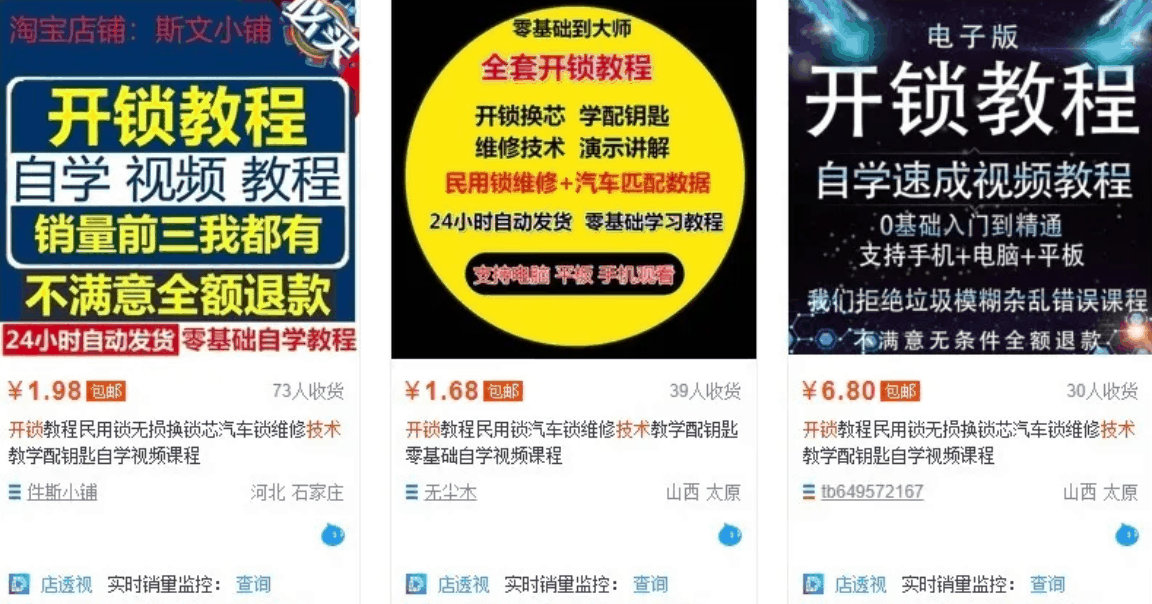 淘宝店铺：斯文小铺
必买
开锁教程
自学 视频 教程
销量前三我都有
不满意全额退款
24小时自动发货 零基础自学教程
¥1.98 包邮
73人收货
开锁教程民用锁无损换锁芯汽车锁维修技术
教学配钥匙自学视频课程
件斯小铺
河北 石家庄
店透视 实时销量监控： 查询
零基础到大师
全套开锁教程
开锁换芯 学配钥匙
维修技术 演示讲解
民用锁维修+汽车匹配数据
24小时自动发货 零基础学习教程
支持电脑 平板 手机观看
¥1.68 包邮
39人收货
开锁教程民用锁汽车锁维修技术教学配钥匙
零基础自学视频课程
无尘木
山西 太原
店透视 实时销量监控： 查询
电子版
开锁教程
自学速成视频教程
0基础入门到精通
支持手机+电脑+平板
我们拒绝垃圾模糊杂乱错误课程
不满意无条件全额退款
¥6.80 包邮
30人收货
开锁教程民用锁无损换锁芯汽车锁维修技术
教学配钥匙自学视频课程
tb649572167
山西 太原
店透视 实时销量监控： 查询